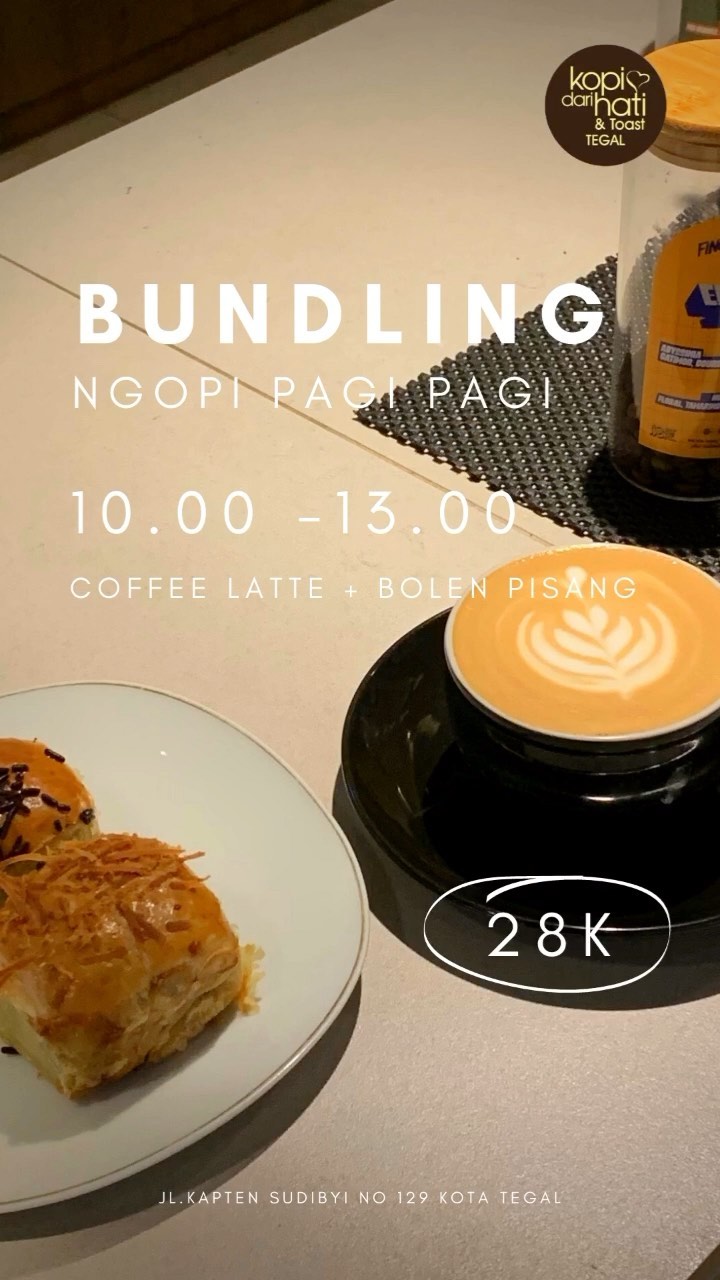 kopi
dari hati
& Toast
TEGAL
BUNDLING
NGOPI PAGI PAGI
10.00 -13.00
COFFEE LATTE + BOLEN PISANG
28K
JL.KAPTEN SUDIBYI NO 129 KOTA TEGAL